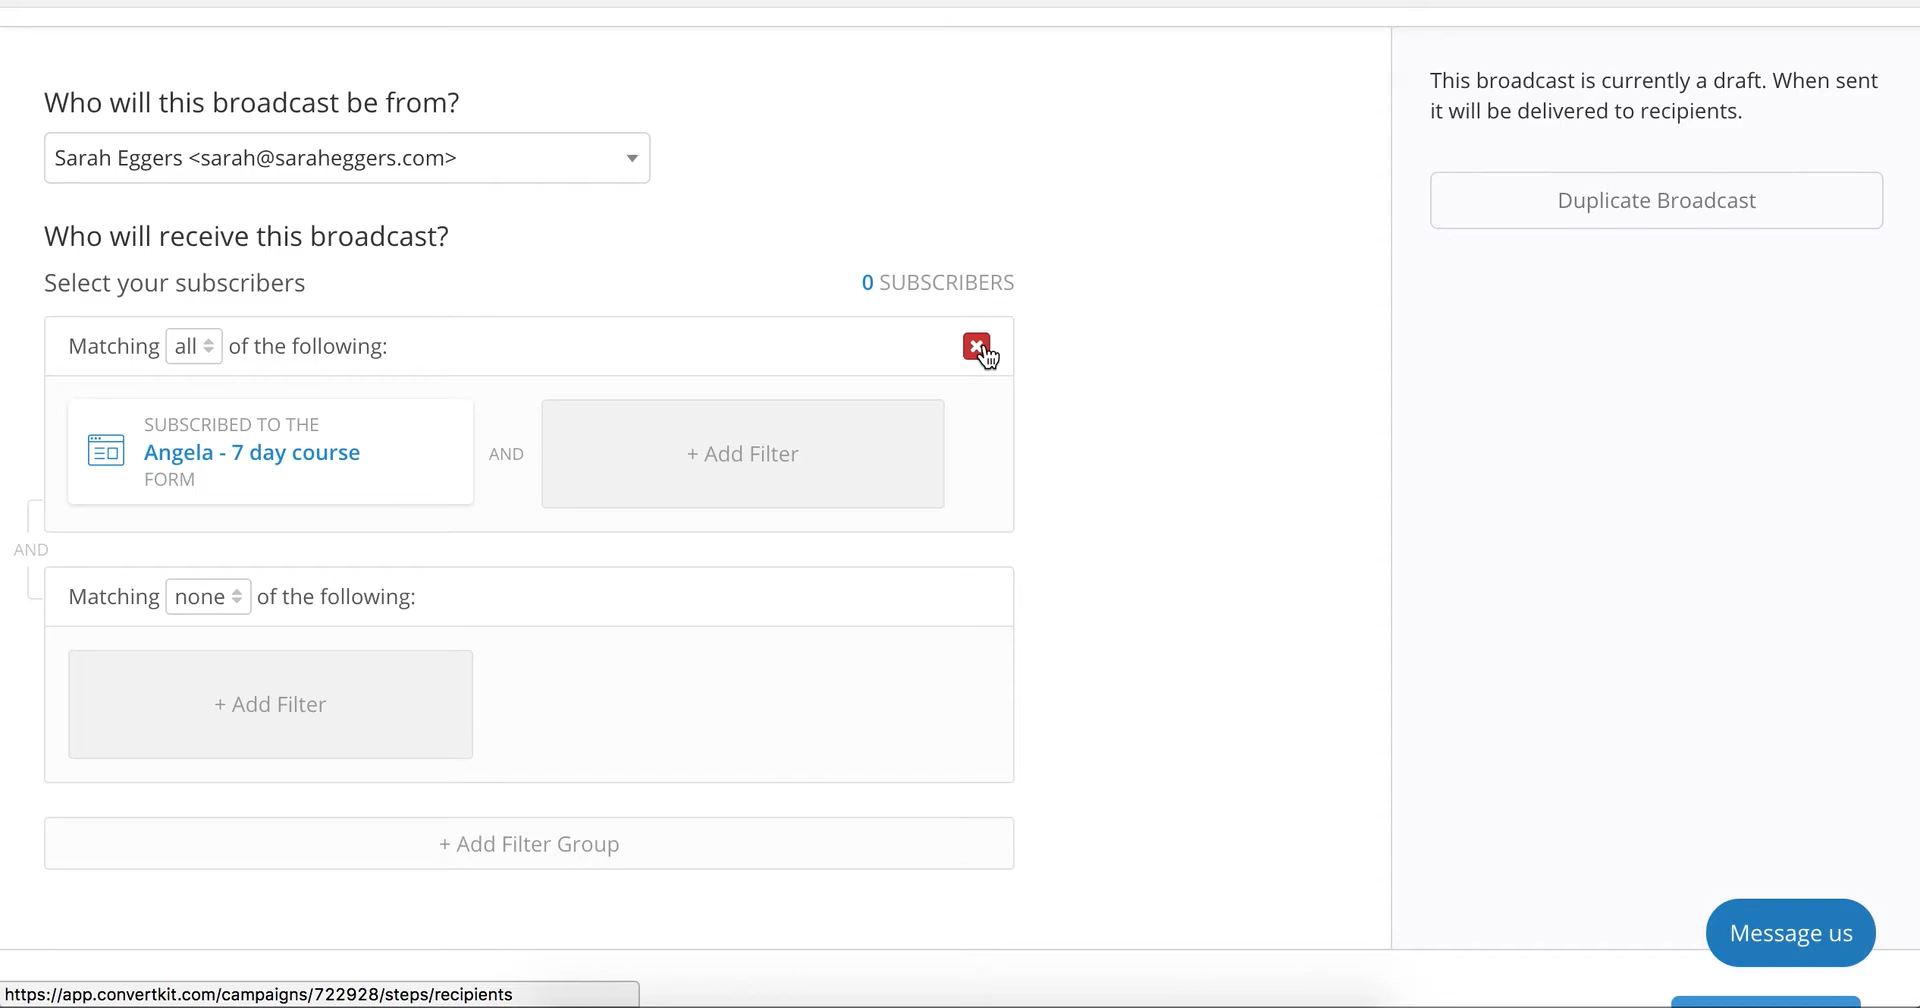 Who will this broadcast be from?
Sarah Eggers <sarah@saraheggers.com>
Who will receive this broadcast?
Select your subscribers
0 SUBSCRIBERS
Matching all of the following:
SUBSCRIBED TO THE
Angela - 7 day course
FORM
AND
+ Add Filter
AND
Matching none of the following:
+ Add Filter
+ Add Filter Group
This broadcast is currently a draft. When sent
it will be delivered to recipients.
Duplicate Broadcast
Message us
https://app.convertkit.com/campaigns/722928/steps/recipients